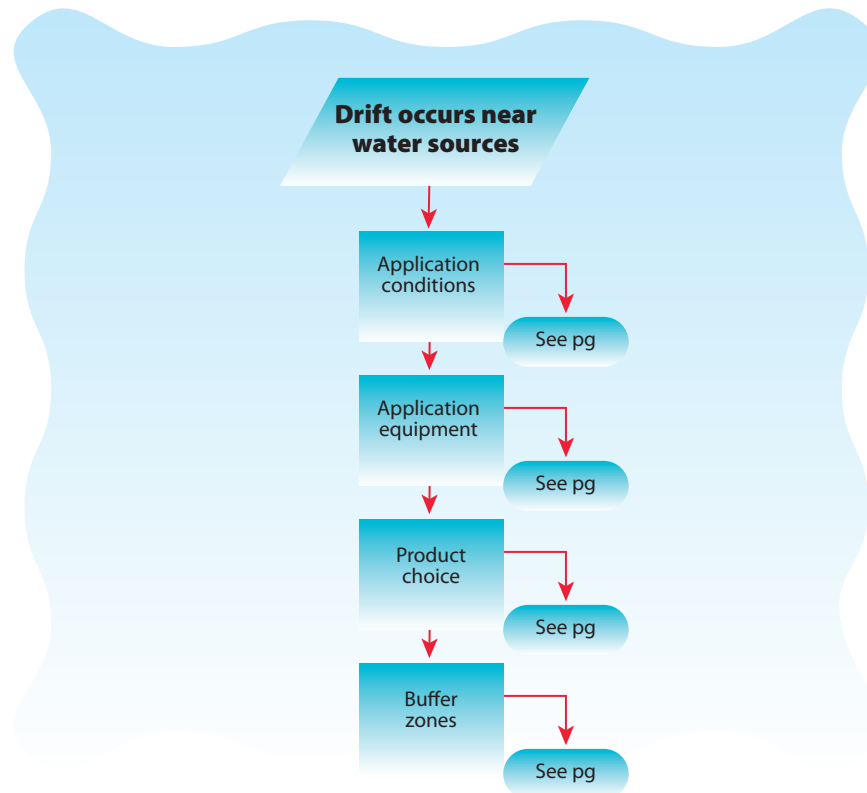 Drift occurs near
water sources
Application
conditions
See pg
Application
equipment
See pg
Product
choice
See pg
Buffer
zones
See pg